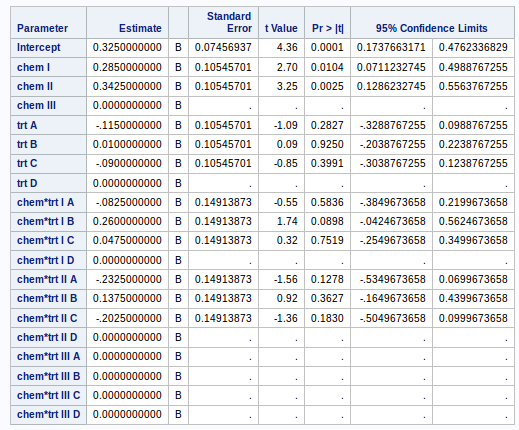 Parameter Estimate Standard Error t Value Pr > |t| 95% Confidence Limits
Intercept 0.3250000000 B 0.07456937 4.36 0.0001 0.1737663171 0.4762336829
chem I 0.2850000000 B 0.10545701 2.70 0.0104 0.0711232745 0.4988767255
chem II 0.3425000000 B 0.10545701 3.25 0.0025 0.1286232745 0.5563767255
chem III 0.0000000000 B . . . . .
trt A -.1150000000 B 0.10545701 -1.09 0.2827 -.3288767255 0.0988767255
trt B 0.0100000000 B 0.10545701 0.09 0.9250 -.2038767255 0.2238767255
trt C -.0900000000 B 0.10545701 -0.85 0.3991 -.3038767255 0.1238767255
trt D 0.0000000000 B . . . . .
chem*trt I A -.0825000000 B 0.14913873 -0.55 0.5836 -.3849673658 0.2199673658
chem*trt I B 0.2600000000 B 0.14913873 1.74 0.0898 -.0424673658 0.5624673658
chem*trt I C 0.0475000000 B 0.14913873 0.32 0.7519 -.2549673658 0.3499673658
chem*trt I D 0.0000000000 B . . . . .
chem*trt II A -.2325000000 B 0.14913873 -1.56 0.1278 -.5349673658 0.0699673658
chem*trt II B 0.1375000000 B 0.14913873 0.92 0.3627 -.1649673658 0.4399673658
chem*trt II C -.2025000000 B 0.14913873 -1.36 0.1830 -.5049673658 0.0999673658
chem*trt II D 0.0000000000 B . . . . .
chem*trt III A 0.0000000000 B . . . . .
chem*trt III B 0.0000000000 B . . . . .
chem*trt III C 0.0000000000 B . . . . .
chem*trt III D 0.0000000000 B . . . . .